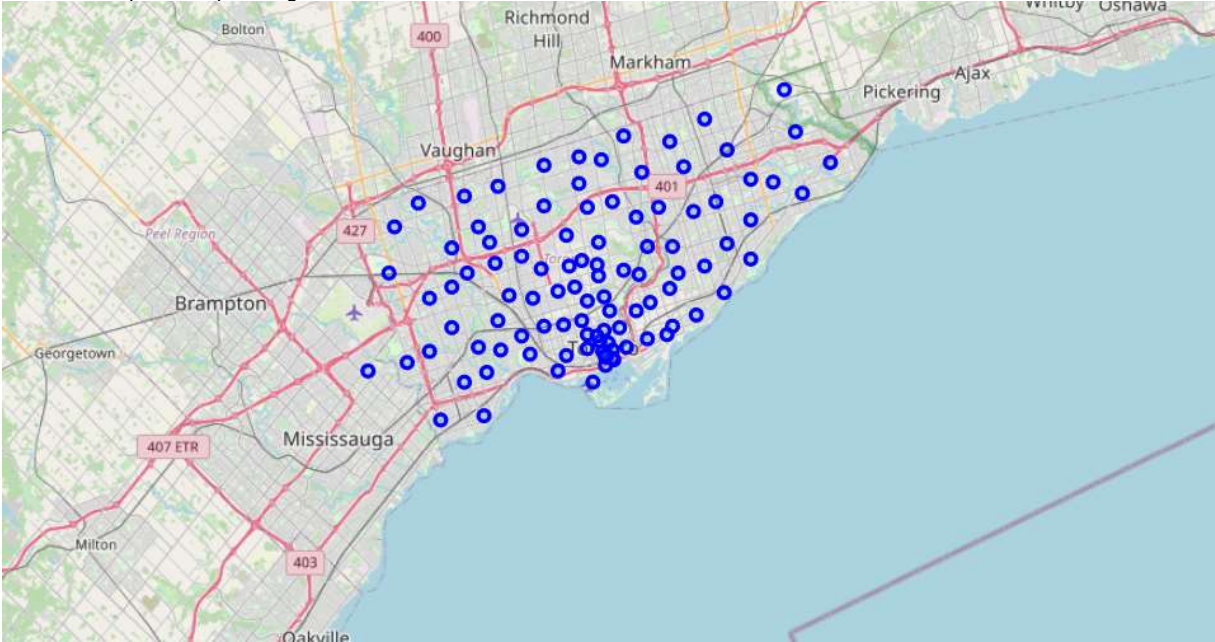 Whitby Oshawa
Richmond
Hill
Bolton
400
Markham
Ajax
Pickering
Vaughan
401
427
Peel Region
Brampton
Georgetown
Mississauga
407 ETR
Milton
403
Oakville